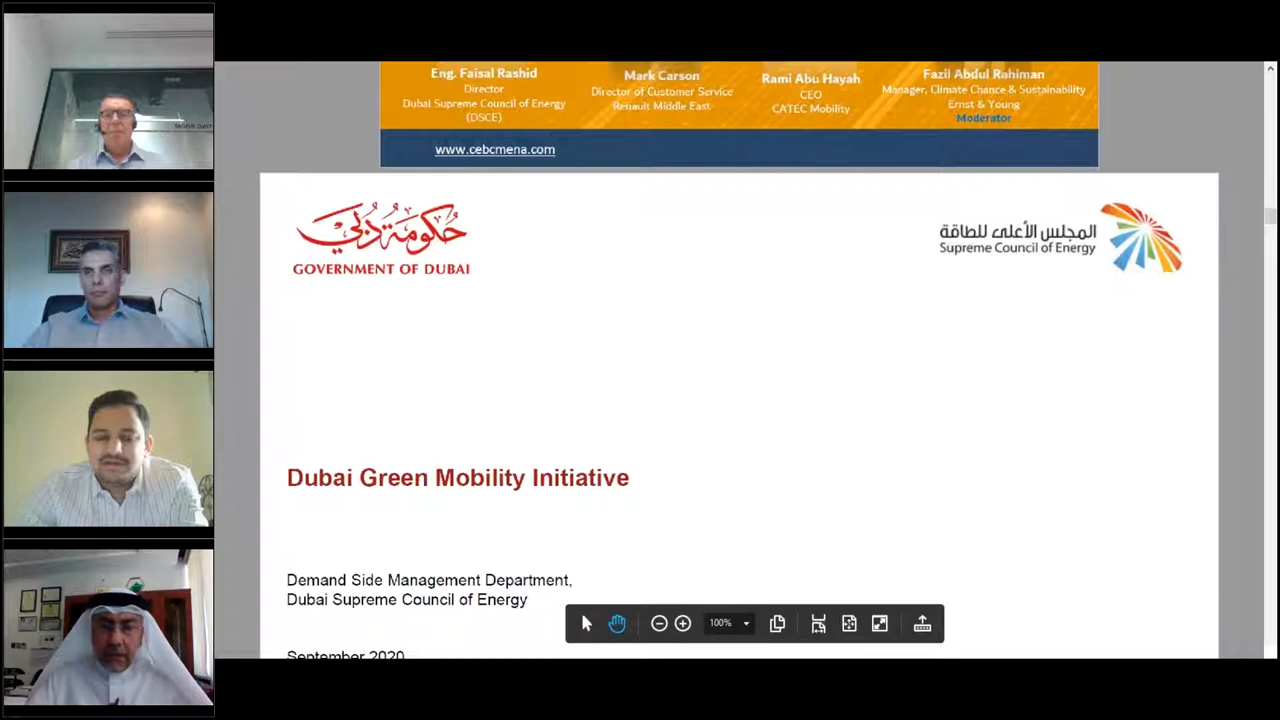 Eng. Faisal Rashid
Director
Dubai Supreme Council of Energy
(DSCE)
Mark Carson
Director of Customer Service
Renault Middle East
Rami Abu Hayah
CEO
CATEC Mobility
Fazil Abdul Rahiman
Manager, Climate Chance & Sustainability
Ernst & Young
Moderator
www.cebcmena.com
حكومة دبي
GOVERNMENT OF DUBAI
المجلس الأعلى للطاقة
Supreme Council of Energy
Dubai Green Mobility Initiative
Demand Side Management Department,
Dubai Supreme Council of Energy
September 2020
100%